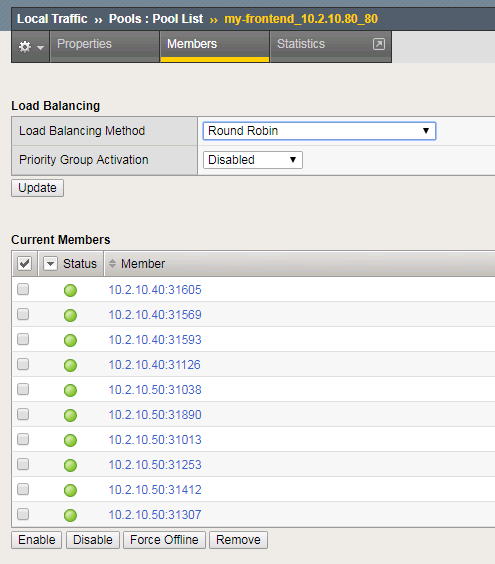 Local Traffic ›› Pools : Pool List ›› my-frontend_10.2.10.80_80
Properties Members Statistics
Load Balancing
Load Balancing Method Round Robin
Priority Group Activation Disabled
Update
Current Members
Status Member
10.2.10.40:31605
10.2.10.40:31569
10.2.10.40:31593
10.2.10.40:31126
10.2.10.50:31038
10.2.10.50:31890
10.2.10.50:31013
10.2.10.50:31253
10.2.10.50:31412
10.2.10.50:31307
Enable Disable Force Offline Remove